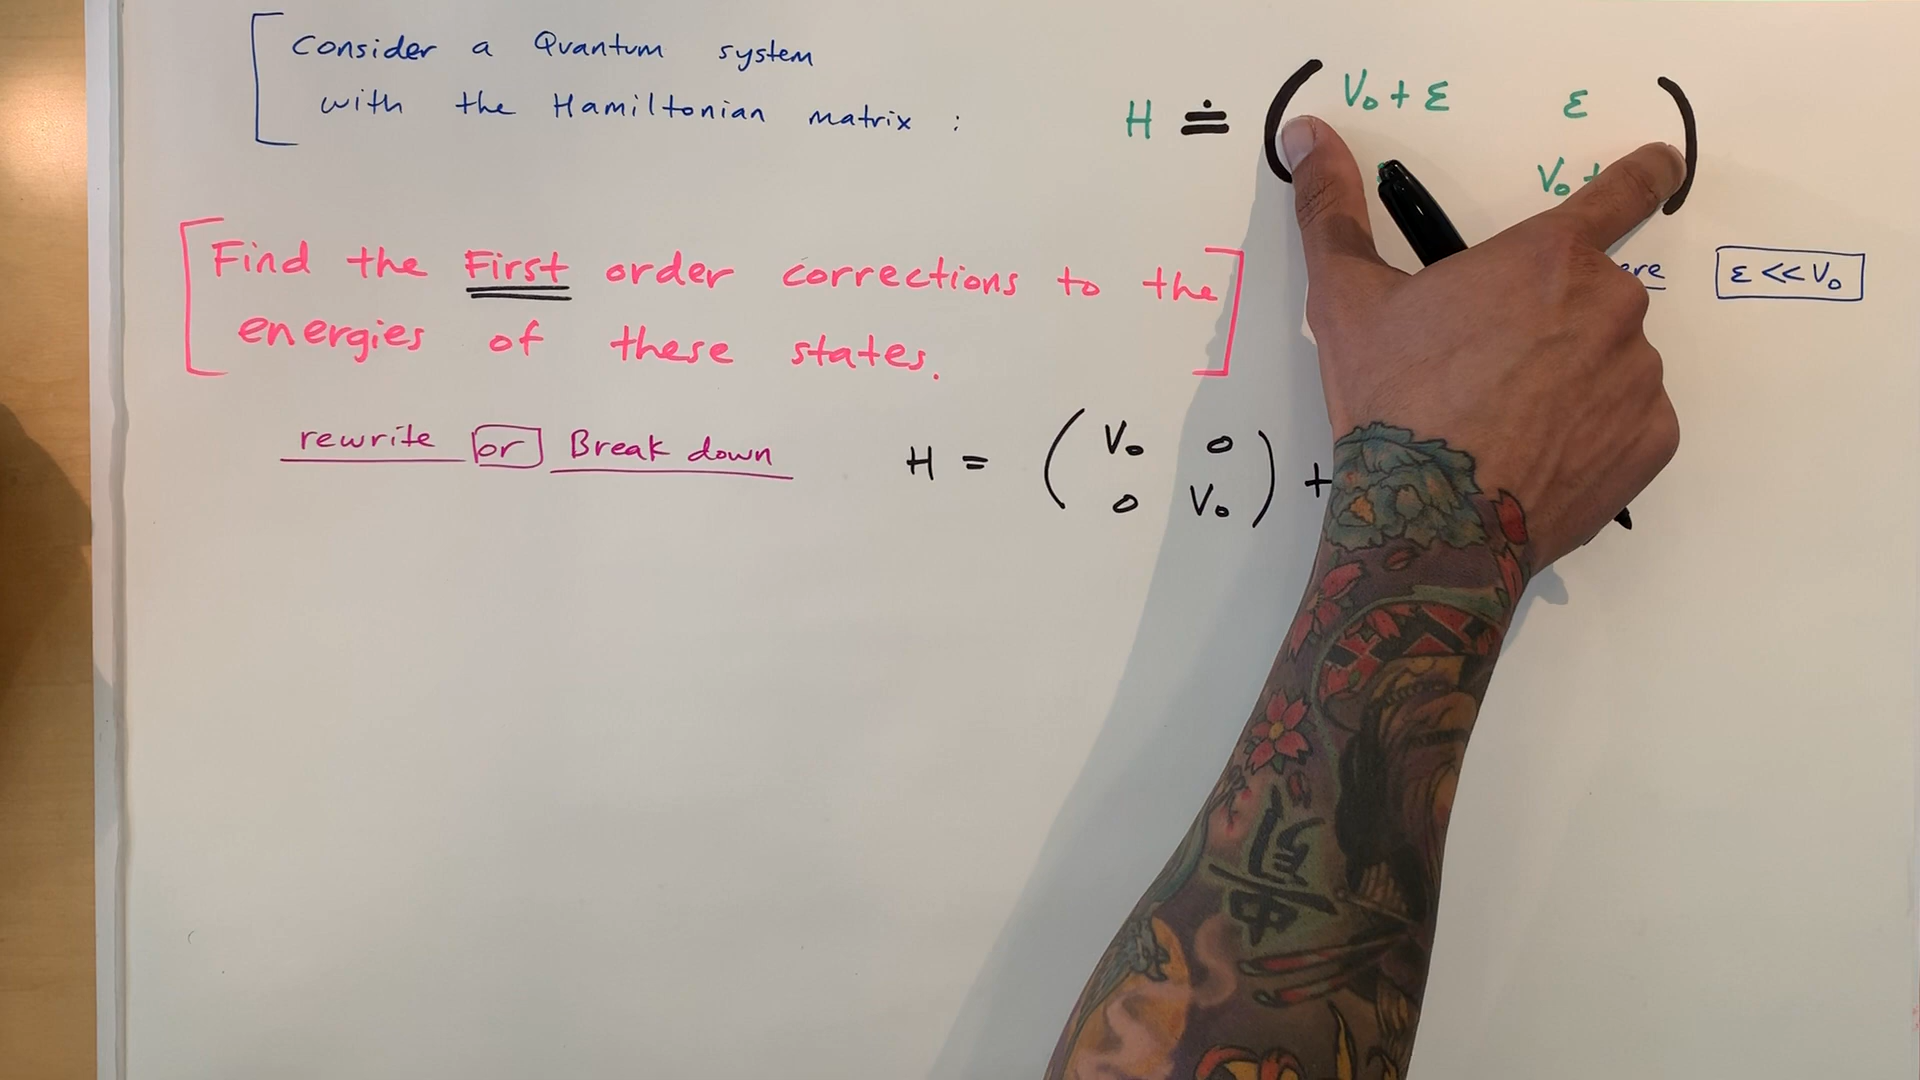 Consider a Quantum system
with the Hamiltonian matrix :
H ≐ ( V₀ + ε ε
V₀ +
ε << V₀
Find the First order corrections to the
energies of these states.
rewrite or Break down
H = ( V₀ 0
0 V₀ ) +